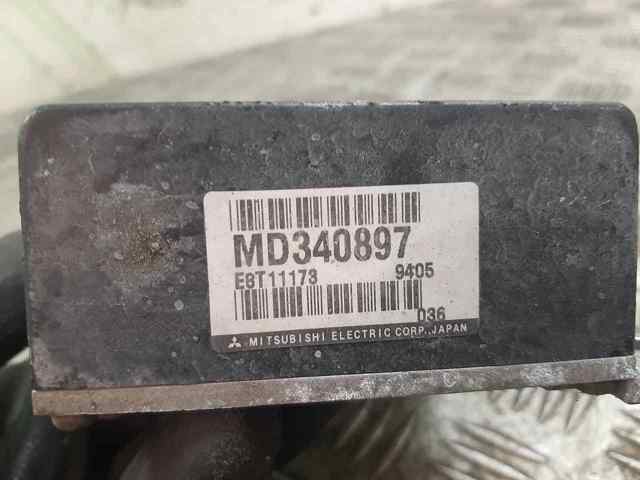 MD340897
E8T11173 9405
036
MITSUBISHI ELECTRIC CORP., JAPAN